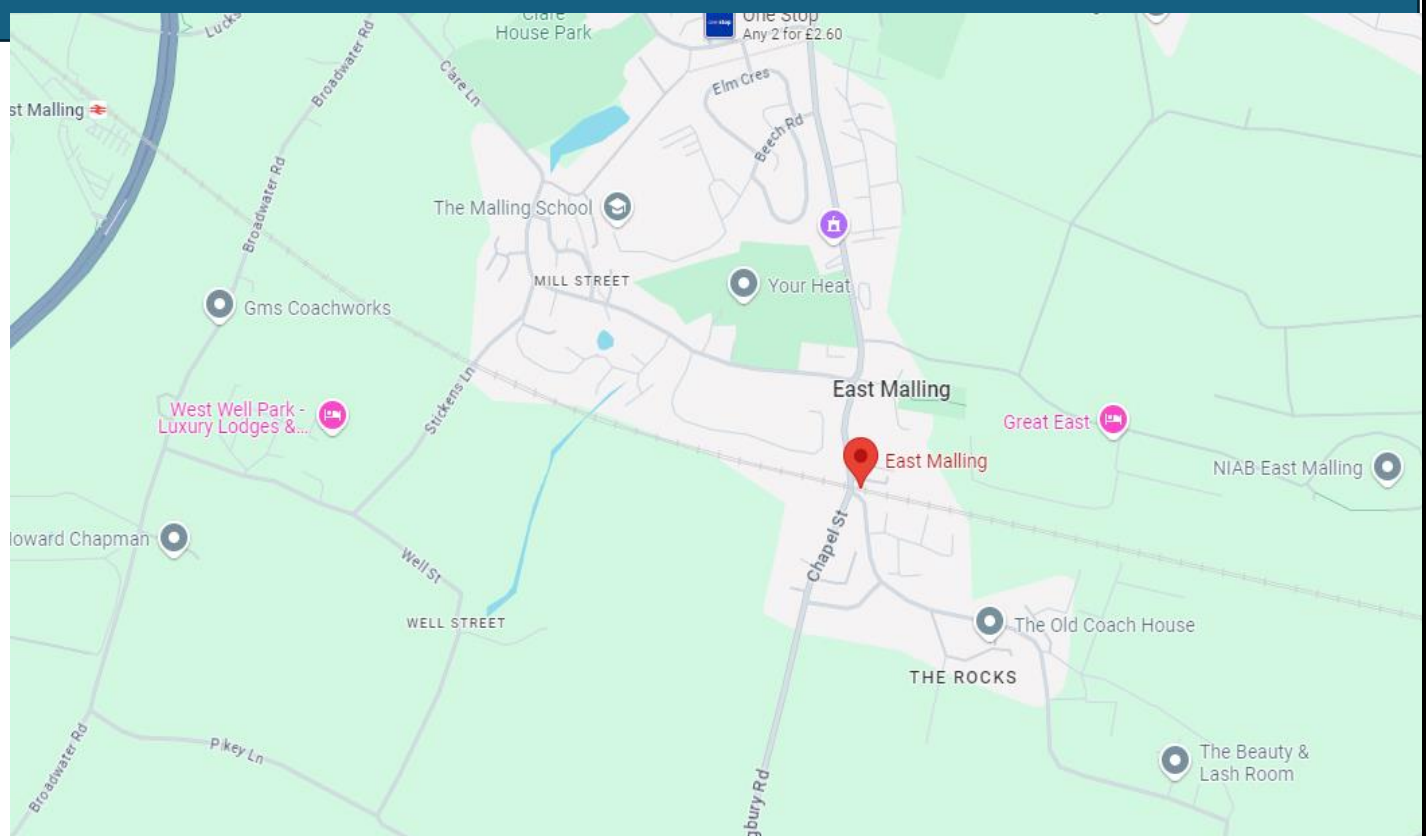 Clare
House Park
One Stop
Any 2 for £2.60
Broadwater Rd
Clare Ln
Elm Cres
st Malling
Beech Rd
Broadwater Rd
The Malling School
MILL STREET
Your Heat
Gms Coachworks
East Malling
Stickens Ln
West Well Park -
Luxury Lodges &...
Great East
East Malling
NIAB East Malling
oward Chapman
Chapel St
Well St
WELL STREET
The Old Coach House
THE ROCKS
Pikey Ln
Broadwater Rd
The Beauty &
Lash Room
gbury Rd